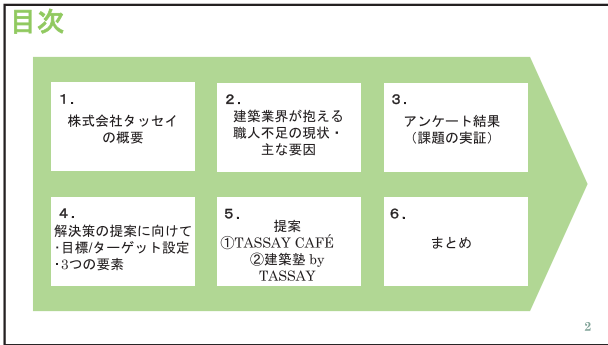 目次
1.
株式会社タッセイ
の概要
2.
建築業界が抱える
職人不足の現状・
主な要因
3.
アンケート結果
（課題の実証）
4.
解決策の提案に向けて
・目標/ターゲット設定
・3つの要素
5.
提案
①TASSAY CAFÉ
②建築塾 by
TASSAY
6.
まとめ
2